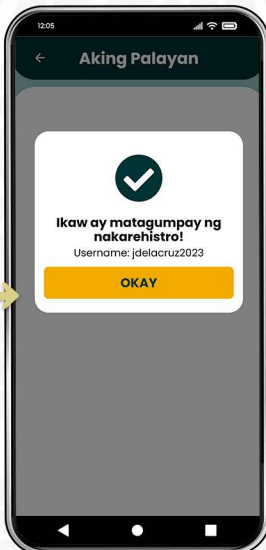 12:05
Aking Palayan
Ikaw ay matagumpay ng
nakarehistro!
Username: jdelacruz2023
OKAY